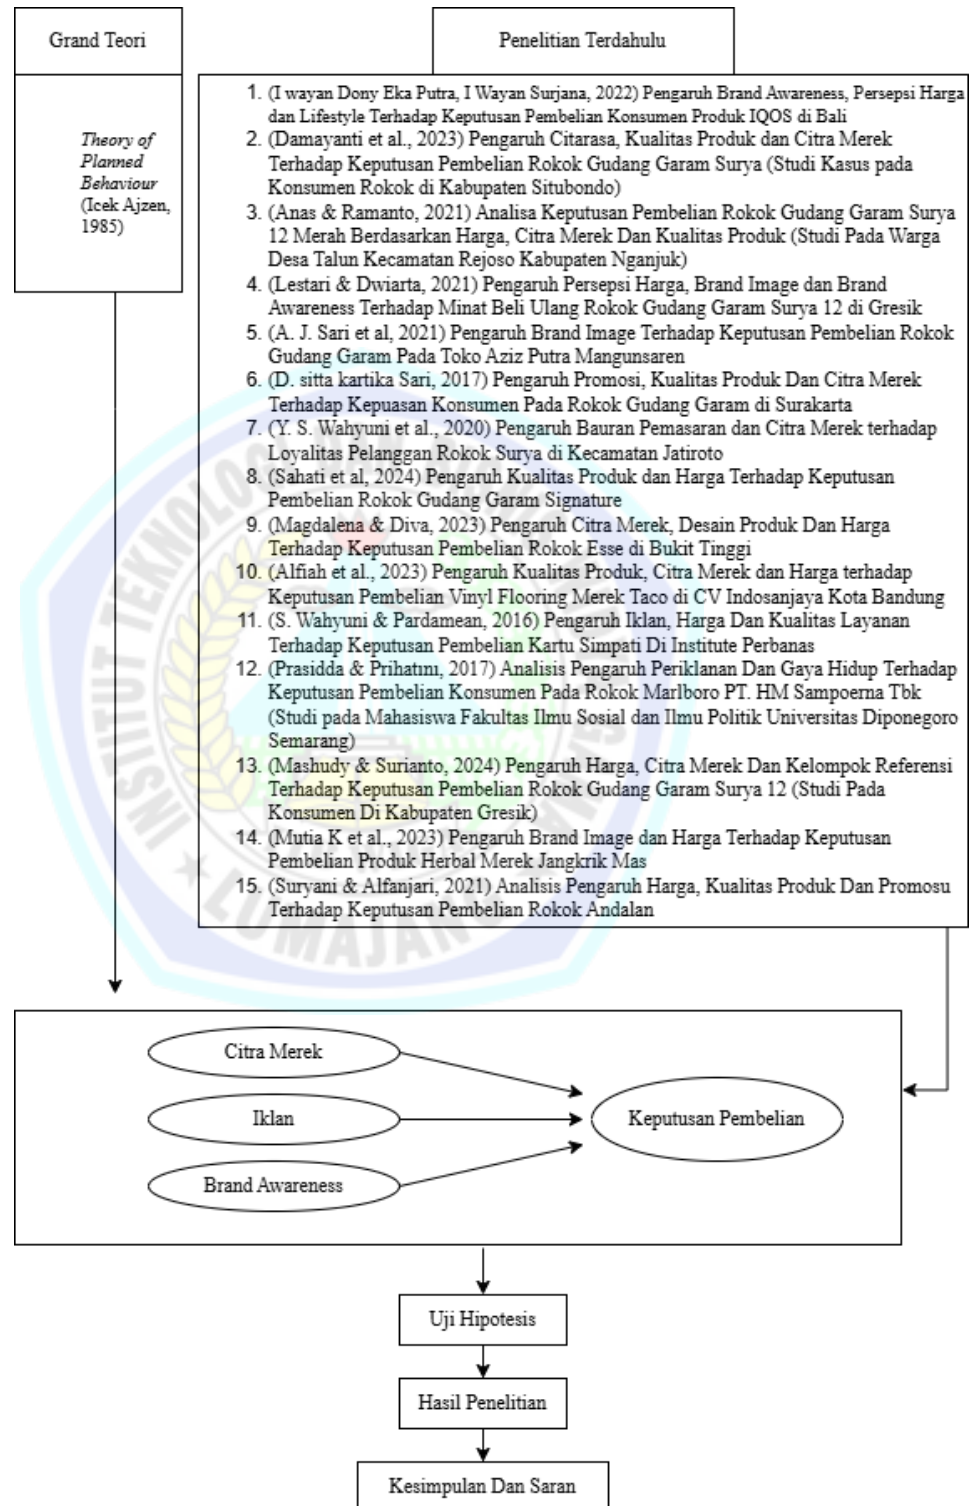 Grand Teori
Penelitian Terdahulu
Theory of
Planned
Behaviour
(Icek Ajzen,
1985)
1. (I wayan Dony Eka Putra, I Wayan Surjana, 2022) Pengaruh Brand Awareness, Persepsi Harga
dan Lifestyle Terhadap Keputusan Pembelian Konsumen Produk IQOS di Bali
2. (Damayanti et al., 2023) Pengaruh Citarasa, Kualitas Produk dan Citra Merek
Terhadap Keputusan Pembelian Rokok Gudang Garam Surya (Studi Kasus pada
Konsumen Rokok di Kabupaten Situbondo)
3. (Anas & Ramanto, 2021) Analisa Keputusan Pembelian Rokok Gudang Garam Surya
12 Merah Berdasarkan Harga, Citra Merek Dan Kualitas Produk (Studi Pada Warga
Desa Talun Kecamatan Rejoso Kabupaten Nganjuk)
4. (Lestari & Dwiarta, 2021) Pengaruh Persepsi Harga, Brand Image dan Brand
Awareness Terhadap Minat Beli Ulang Rokok Gudang Garam Surya 12 di Gresik
5. (A. J. Sari et al, 2021) Pengaruh Brand Image Terhadap Keputusan Pembelian Rokok
Gudang Garam Pada Toko Aziz Putra Mangunsaren
6. (D. sitta kartika Sari, 2017) Pengaruh Promosi, Kualitas Produk Dan Citra Merek
Terhadap Kepuasan Konsumen Pada Rokok Gudang Garam di Surakarta
7. (Y. S. Wahyuni et al., 2020) Pengaruh Bauran Pemasaran dan Citra Merek terhadap
Loyalitas Pelanggan Rokok Surya di Kecamatan Jatiroto
8. (Sahati et al, 2024) Pengaruh Kualitas Produk dan Harga Terhadap Keputusan
Pembelian Rokok Gudang Garam Signature
9. (Magdalena & Diva, 2023) Pengaruh Citra Merek, Desain Produk Dan Harga
Terhadap Keputusan Pembelian Rokok Esse di Bukit Tinggi
10. (Alfiah et al., 2023) Pengaruh Kualitas Produk, Citra Merek dan Harga terhadap
Keputusan Pembelian Vinyl Flooring Merek Taco di CV Indosanjaya Kota Bandung
11. (S. Wahyuni & Pardamean, 2016) Pengaruh Iklan, Harga Dan Kualitas Layanan
Terhadap Keputusan Pembelian Kartu Simpati Di Institute Perbanas
12. (Prasidda & Prihatnnı, 2017) Analisis Pengaruh Periklanan Dan Gaya Hidup Terhadap
Keputusan Pembelian Konsumen Pada Rokok Marlboro PT. HM Sampoerna Tbk
(Studi pada Mahasiswa Fakultas Ilmu Sosial dan Ilmu Politik Universitas Diponegoro
Semarang)
13. (Mashudy & Surianto, 2024) Pengaruh Harga, Citra Merek Dan Kelompok Referensi
Terhadap Keputusan Pembelian Rokok Gudang Garam Surya 12 (Studi Pada
Konsumen Di Kabupaten Gresik)
14. (Mutia K et al., 2023) Pengaruh Brand Image dan Harga Terhadap Keputusan
Pembelian Produk Herbal Merek Jangkrik Mas
15. (Suryani & Alfanjari, 2021) Analisis Pengaruh Harga, Kualitas Produk Dan Promosu
Terhadap Keputusan Pembelian Rokok Andalan
Citra Merek
Iklan
Brand Awareness
Keputusan Pembelian
Uji Hipotesis
Hasil Penelitian
Kesimpulan Dan Saran